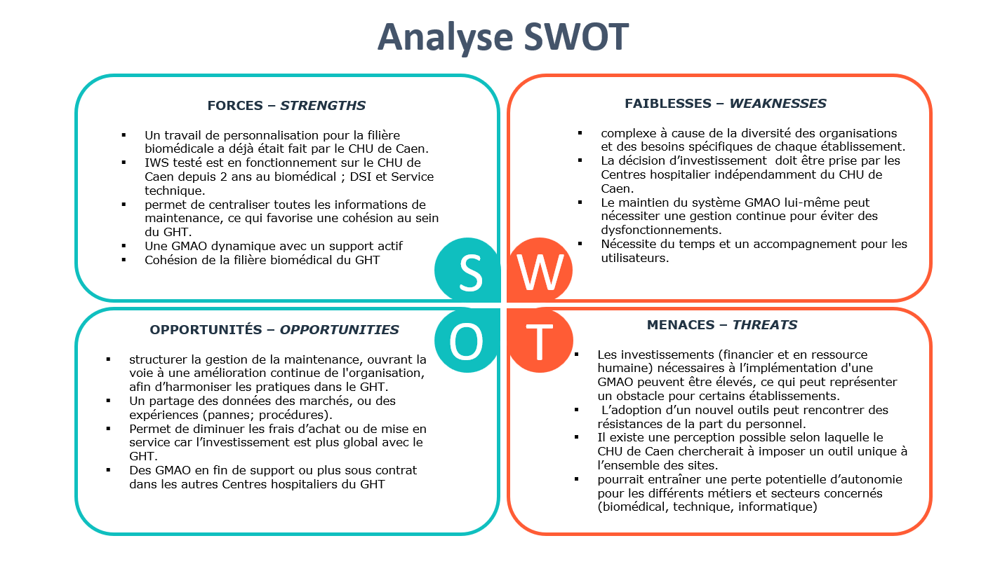 Analyse SWOT
FORCES – STRENGTHS
▪ Un travail de personnalisation pour la filière
biomédicale a déjà était fait par le CHU de Caen.
▪ IWS testé est en fonctionnement sur le CHU de
Caen depuis 2 ans au biomédical ; DSI et Service
technique.
▪ permet de centraliser toutes les informations de
maintenance, ce qui favorise une cohésion au sein
du GHT.
▪ Une GMAO dynamique avec un support actif
▪ Cohésion de la filière biomédical du GHT
S
FAIBLESSES – WEAKNESSES
▪ complexe à cause de la diversité des organisations
et des besoins spécifiques de chaque établissement.
▪ La décision d’investissement doit être prise par les
Centres hospitalier indépendamment du CHU de
Caen.
▪ Le maintien du système GMAO lui-même peut
nécessiter une gestion continue pour éviter des
dysfonctionnements.
▪ Nécessite du temps et un accompagnement pour les
utilisateurs.
W
OPPORTUNITÉS – OPPORTUNITIES
▪ structurer la gestion de la maintenance, ouvrant la
voie à une amélioration continue de l'organisation,
afin d’harmoniser les pratiques dans le GHT.
▪ Un partage des données des marchés, ou des
expériences (pannes; procédures).
▪ Permet de diminuer les frais d’achat ou de mise en
service car l’investissement est plus global avec le
GHT.
▪ Des GMAO en fin de support ou plus sous contrat
dans les autres Centres hospitaliers du GHT
O
MENACES – THREATS
▪ Les investissements (financier et en ressource
humaine) nécessaires à l’implémentation d'une
GMAO peuvent être élevés, ce qui peut représenter
un obstacle pour certains établissements.
▪ L’adoption d’un nouvel outils peut rencontrer des
résistances de la part du personnel.
▪ Il existe une perception possible selon laquelle le
CHU de Caen chercherait à imposer un outil unique à
l’ensemble des sites.
▪ pourrait entraîner une perte potentielle d’autonomie
pour les différents métiers et secteurs concernés
(biomédical, technique, informatique)
T